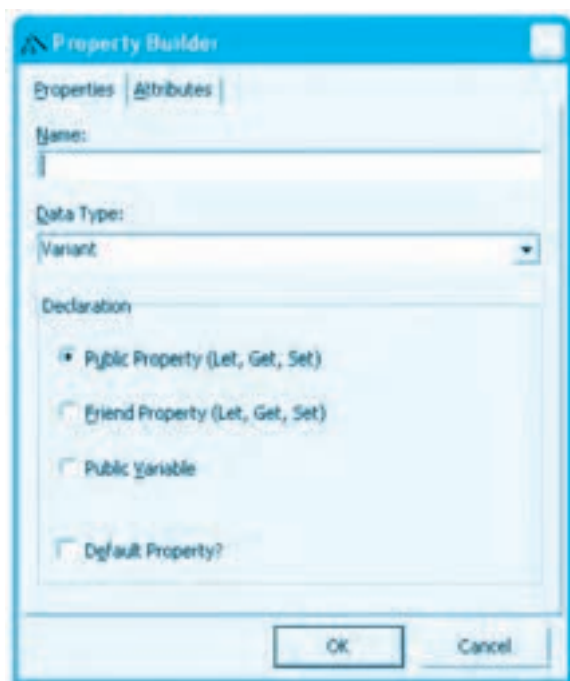 Property Builder
Properties Attributes
Name:
Data Type:
Variant
Declaration
Public Property (Let, Get, Set)
Friend Property (Let, Get, Set)
Public Variable
Default Property?
OK Cancel